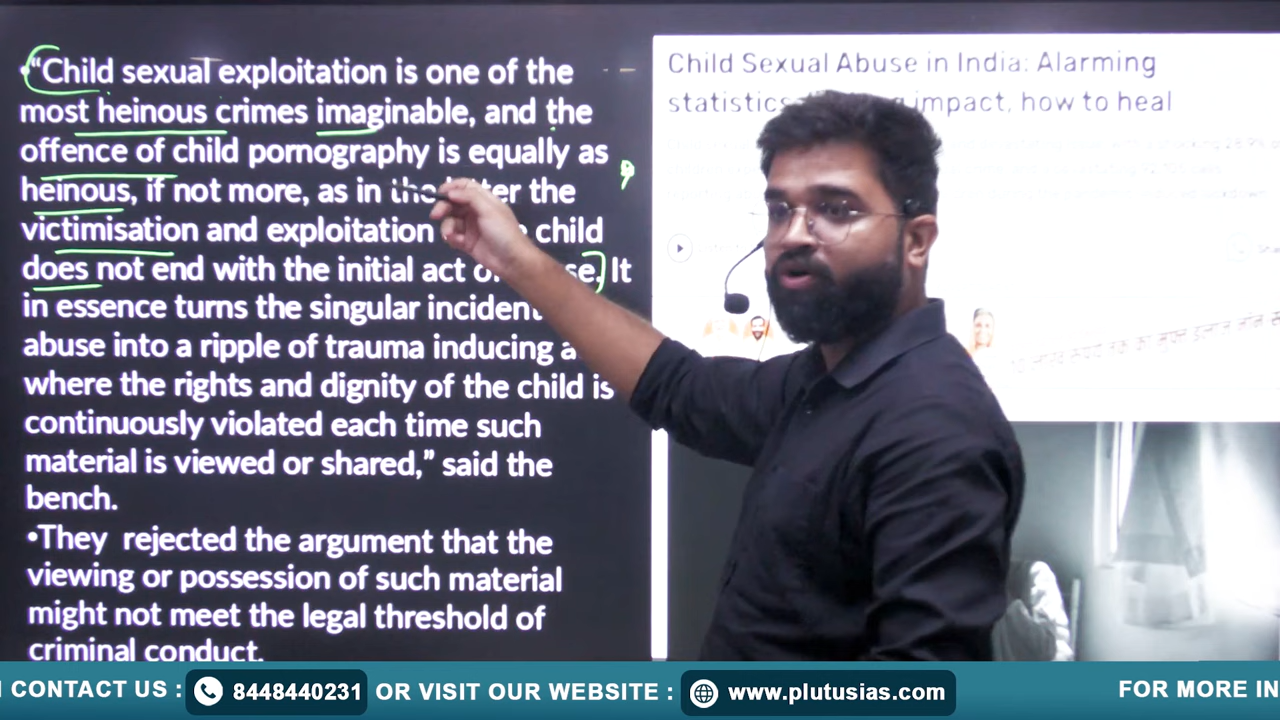 •“Child sexual exploitation is one of the
most heinous crimes imaginable, and the
offence of child pornography is equally as
heinous, if not more, as in the the
victimisation and exploitation child
does not end with the initial act It
in essence turns the singular incident
abuse into a ripple of trauma inducing
where the rights and dignity of the child is
continuously violated each time such
material is viewed or shared,” said the
bench.
•They rejected the argument that the
viewing or possession of such material
might not meet the legal threshold of
criminal conduct.
Child Sexual Abuse in India: Alarming
statistics, impact, how to heal
CONTACT US : 8448440231 OR VISIT OUR WEBSITE : www.plutusias.com FOR MORE IN